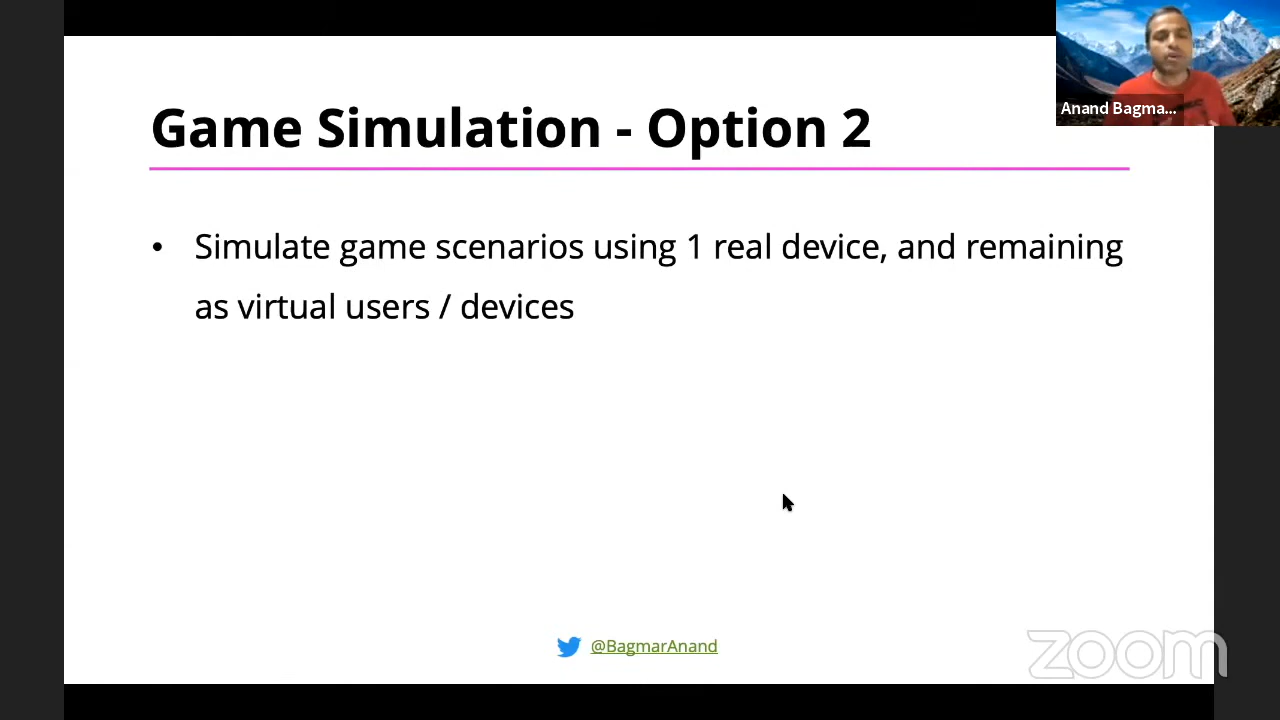 Game Simulation - Option 2
Anand Bagma...
• Simulate game scenarios using 1 real device, and remaining
as virtual users / devices
@BagmarAnand
zoom